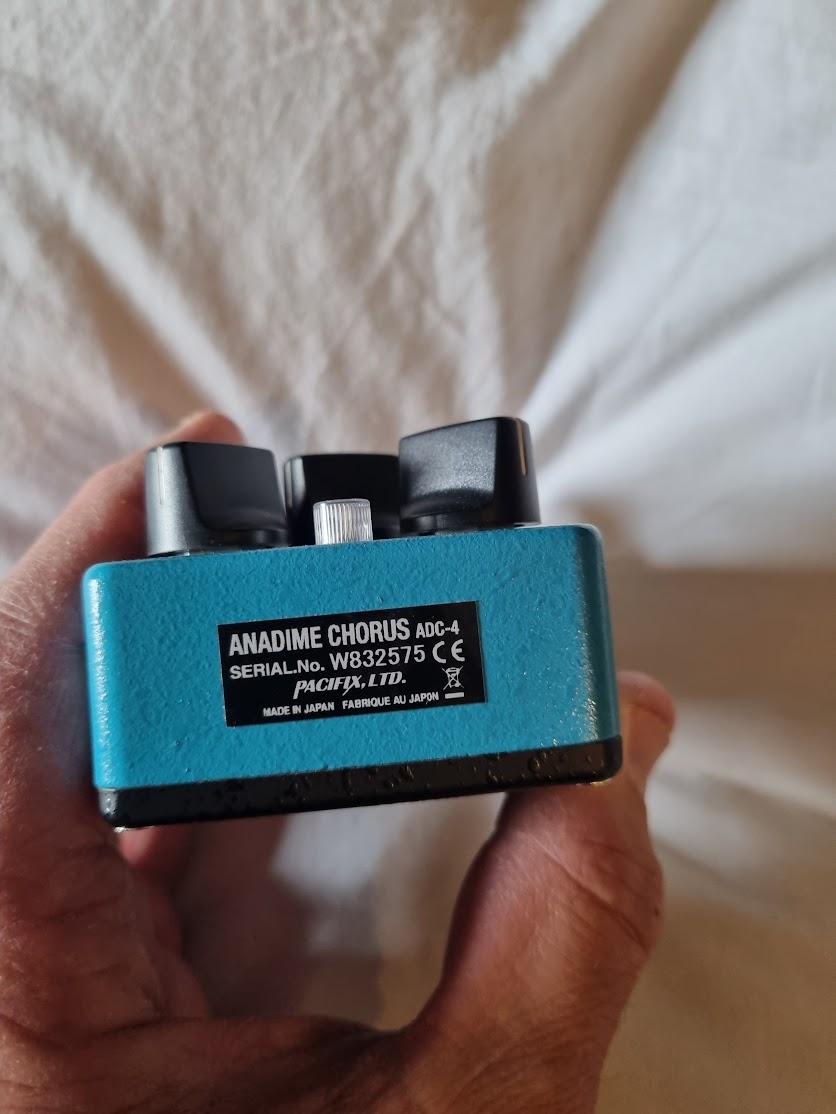 ANADIME CHORUS ADC-4
SERIAL.No. W832575 CE
PACIFIX, LTD.
MADE IN JAPAN FABRIQUE AU JAPON